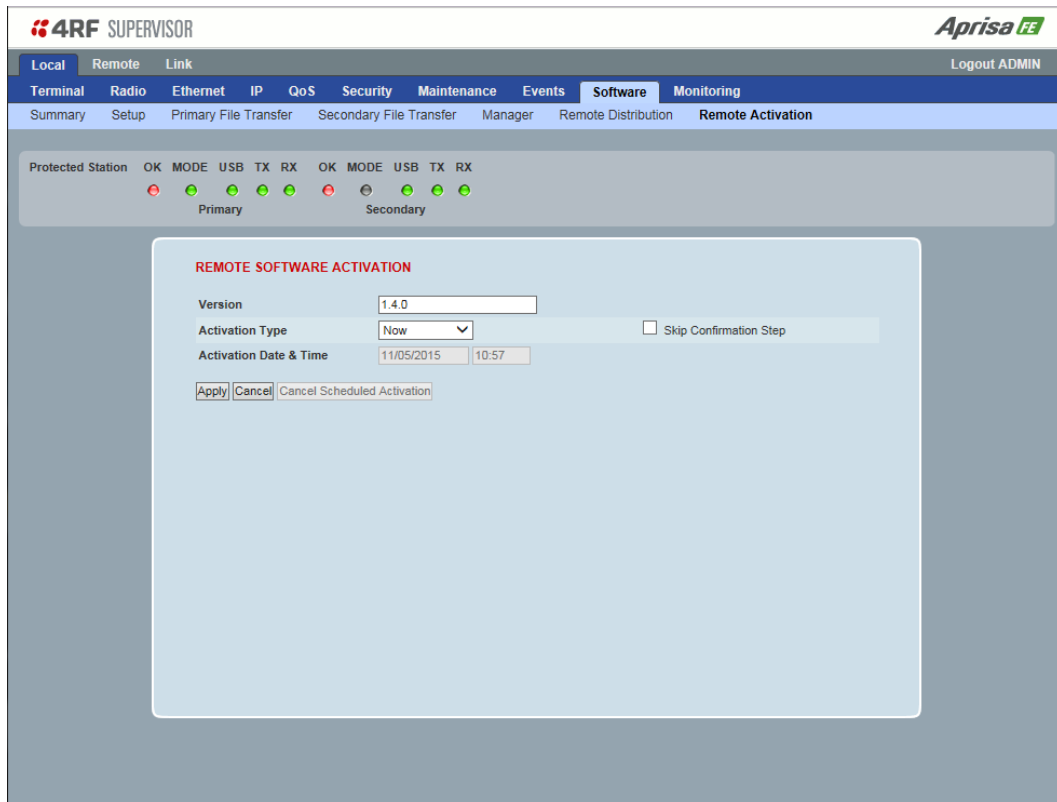 4RF SUPERVISOR
Aprisa FE
Local Remote Link Logout ADMIN
Terminal Radio Ethernet IP QoS Security Maintenance Events Software Monitoring
Summary Setup Primary File Transfer Secondary File Transfer Manager Remote Distribution Remote Activation
Protected Station OK MODE USB TX RX OK MODE USB TX RX
Primary Secondary
REMOTE SOFTWARE ACTIVATION
Version 1.4.0
Activation Type Now Skip Confirmation Step
Activation Date & Time 11/05/2015 10:57
Apply Cancel Cancel Scheduled Activation